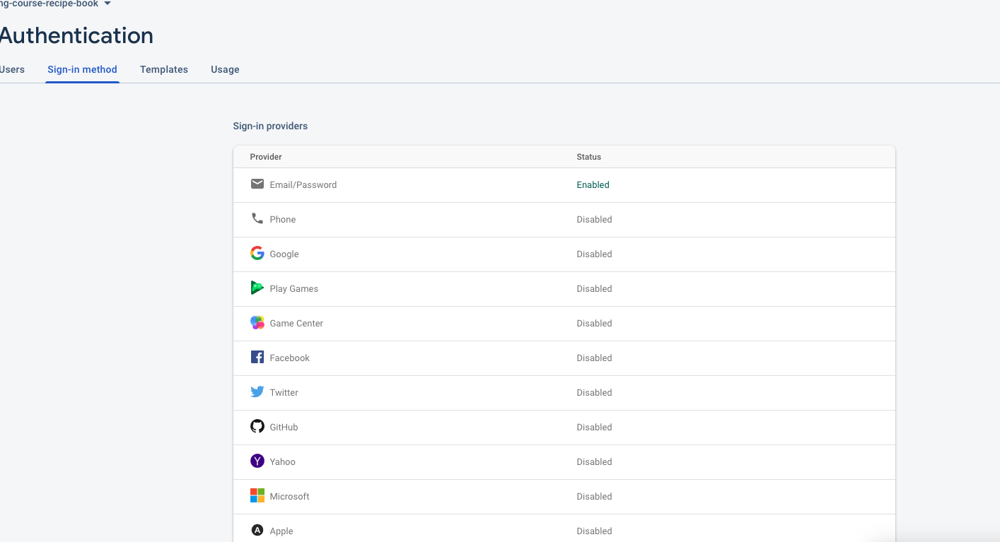 ng-course-recipe-book
Authentication
Users Sign-in method Templates Usage
Sign-in providers
Provider Status
Email/Password Enabled
Phone Disabled
Google Disabled
Play Games Disabled
Game Center Disabled
Facebook Disabled
Twitter Disabled
GitHub Disabled
Yahoo Disabled
Microsoft Disabled
Apple Disabled